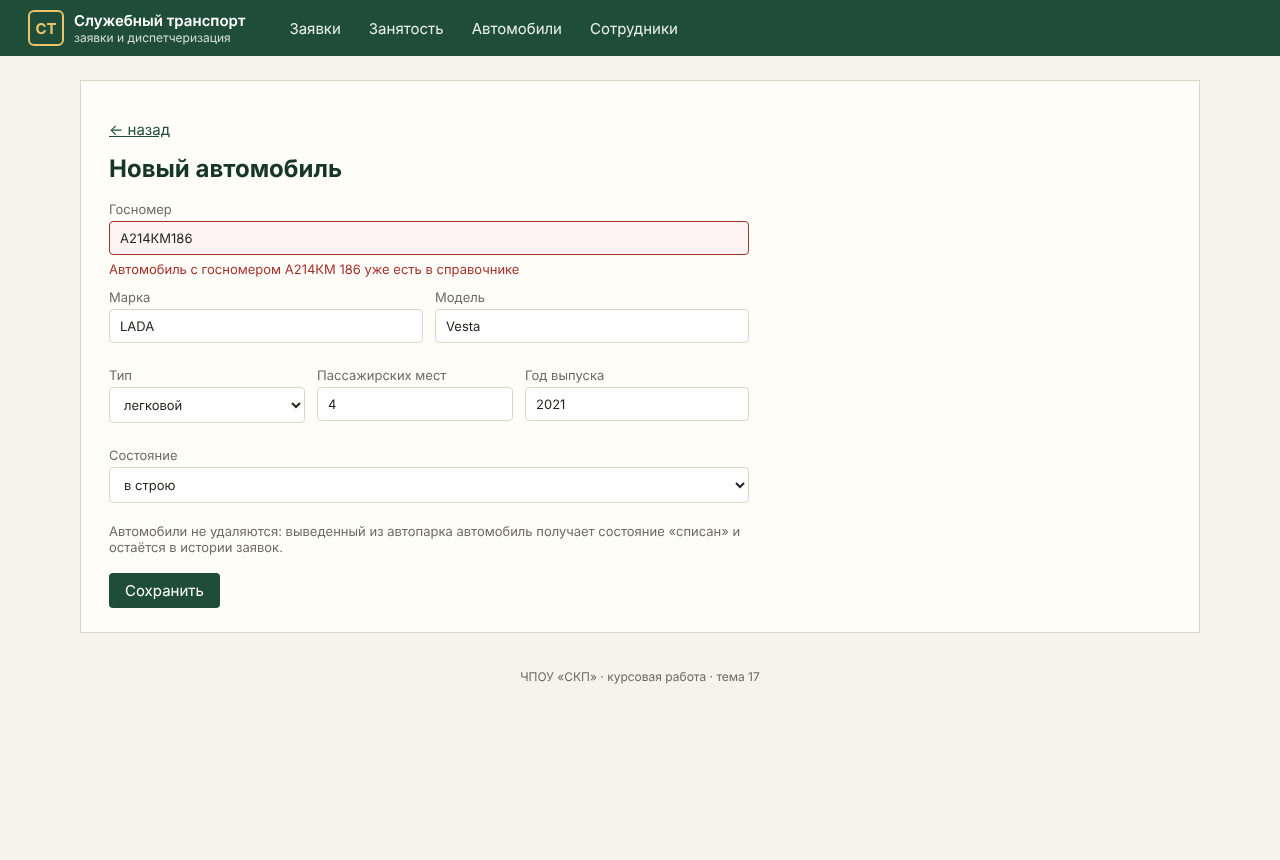 СТ
Служебный транспорт
заявки и диспетчеризация
Заявки
Занятость
Автомобили
Сотрудники
← назад
Новый автомобиль
Госномер
А214КМ186
Автомобиль с госномером А214КМ 186 уже есть в справочнике
Марка
Модель
LADA
Vesta
Тип
Пассажирских мест
Год выпуска
легковой
4
2021
Состояние
в строю
Автомобили не удаляются: выведенный из автопарка автомобиль получает состояние «списан» и
остаётся в истории заявок.
Сохранить
ЧПОУ «СКП» · курсовая работа · тема 17